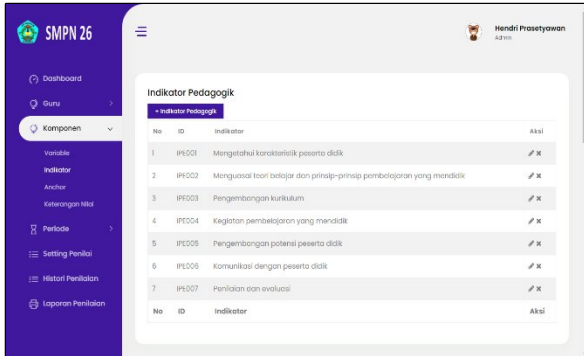 SMPN 26
Hendri Prasetyawan
Admin
Dashboard
Guru
Komponen
Variable
Indikator
Anchor
Keterangan Nilai
Periode
Setting Penilai
Histori Penilaian
Laporan Penilaian
Indikator Pedagogik
+ Indikator Pedagogik
No ID Indikator Aksi
1 IPE001 Mengetahui karakteristik peserta didik
2 IPE002 Menguasai teori belajar dan prinsip-prinsip pembelajaran yang mendidik
3 IPE003 Pengembangan kurikulum
4 IPE004 Kegiatan pembelajaran yang mendidik
5 IPE005 Pengembangan potensi peserta didik
6 IPE006 Komunikasi dengan peserta didik
7 IPE007 Penilaian dan evaluasi
No ID Indikator Aksi